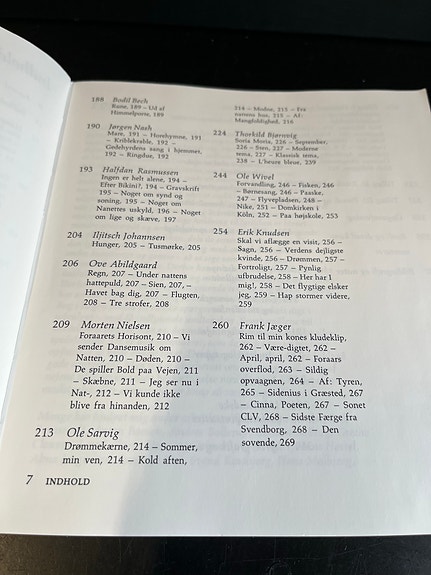 188 Bodil Bech
Rune, 189 – Ud af
Himmelporte, 189
190 Jørgen Nash
Mare, 191 – Horehymne, 191
– Kriblekrable, 192 –
Gedehyrdens sang i hjemmet,
192 – Ringdue, 192
193 Halfdan Rasmussen
Ingen er helt alene, 194 –
Efter Bikini?, 194 – Gravskrift
195 – Noget om synd og
soning, 195 – Noget om
Nanettes uskyld, 196 – Noget
om lige og skæve, 197
204 Iljitsch Johannsen
Hunger, 205 – Tusmørke, 205
206 Ove Abildgaard
Regn, 207 – Under nattens
hattepuld, 207 – Sien, 207, –
Havet bag dig, 207 – Flugten,
208 – Tre strofer, 208
209 Morten Nielsen
Foraarets Horisont, 210 – Vi
sender Dansemusik om
Natten, 210 – Døden, 210 –
De spiller Bold paa Vejen, 211
– Skæbne, 211 – Jeg ser nu i
Nat-, 212 – Vi kunde ikke
blive fra hinanden, 212
213 Ole Sarvig
Drømmekærne, 214 – Sommer,
min ven, 214 – Kold aften,
214 – Modne, 215 – Fra
natens hus, 215 – Af:
Mangfoldighed, 216
224 Thorkild Bjørnvig
Soria Moria, 226 – September,
226 – Sten, 227 – Moderne
tema, 227 – Klassisk tema,
238 – L'heure bleue, 239
244 Ole Wivel
Forvandling, 246 – Fisken, 246
– Børnesang, 246 – Paaske,
247 – Flyvepladsen, 248 –
Nike, 251 – Domkirken i
Köln, 252 – Paa højskole, 253
254 Erik Knudsen
Skal vi aflægge en visit, 256 –
Sagn, 256 – Verdens dejligste
kvinde, 256 – Drømmen, 257 –
Fortroligt, 257 – Pynlig
utbrudelse, 258 – Her har I
mig!, 258 – Det flygtige elsker
jeg, 259 – Hap stormer videre,
259
260 Frank Jæger
Rim til min kones kludeklip,
262 – Være-digtet, 262 –
April, april, 262 – Foraars
overflod, 263 – Sildig
opvaagnen, 264 – Af: Tyren,
265 – Sidenius i Græsted, 267
– Cinna, Poeten, 267 – Sonet
CLV, 268 – Sidste Færge fra
Svendborg, 268 – Den
sovende, 269
7 INDHOLD